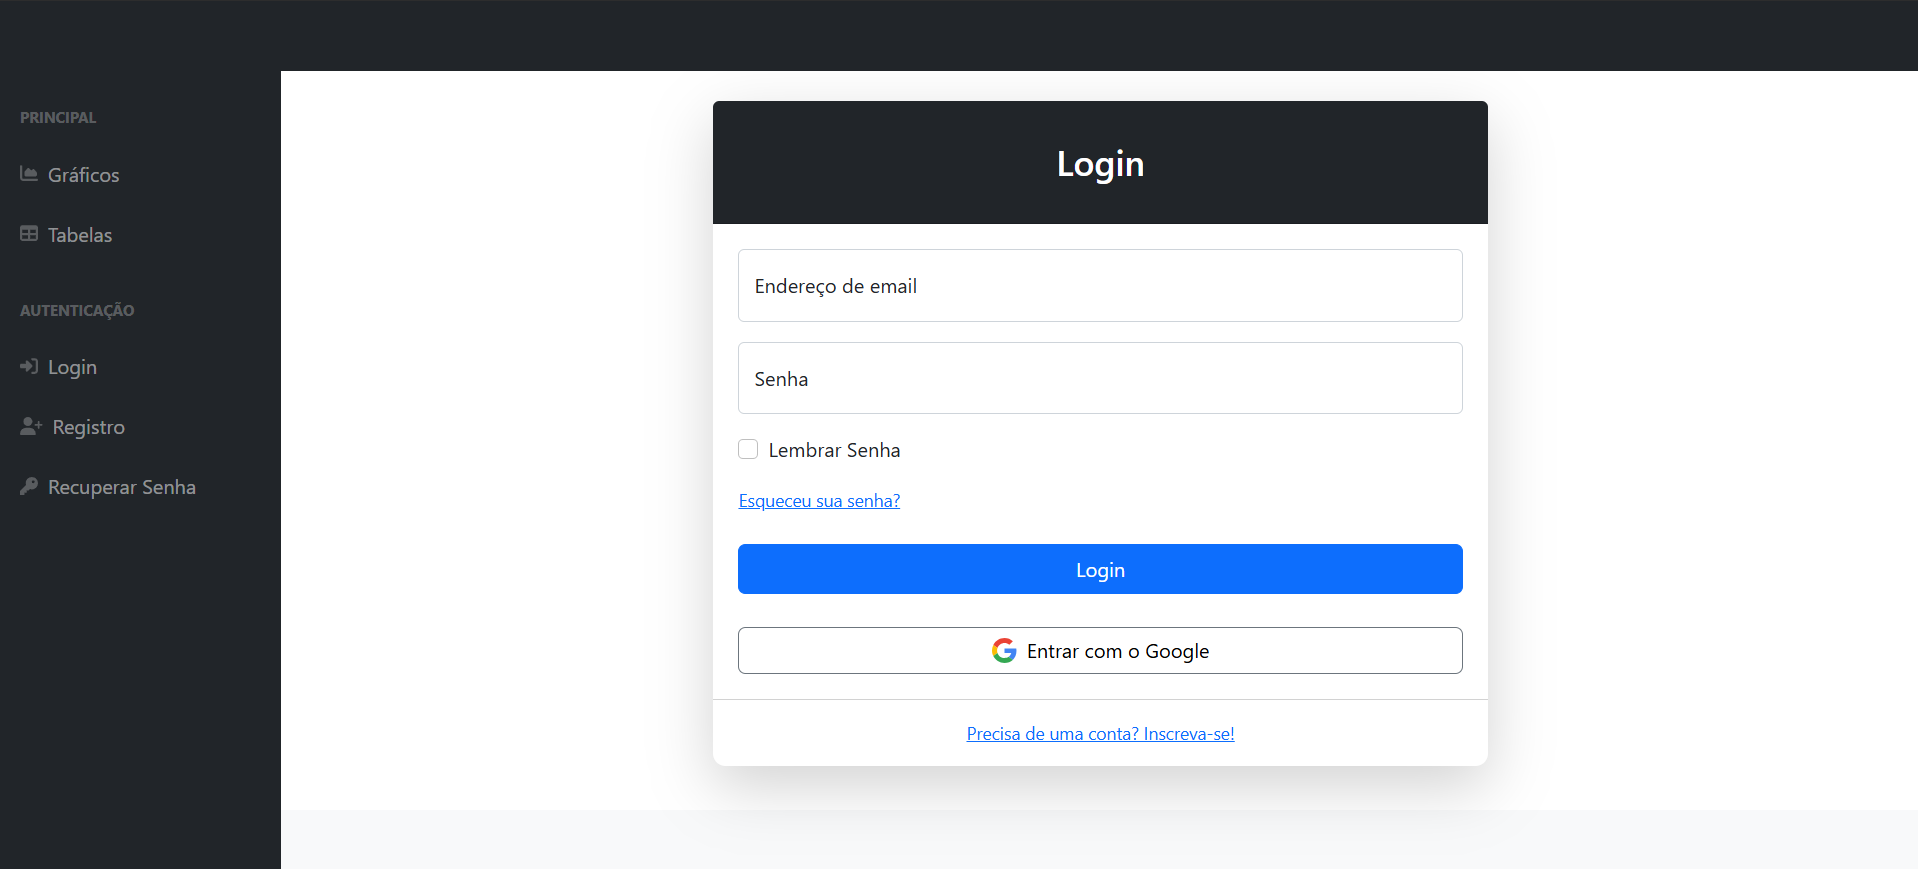 PRINCIPAL
Gráficos
Tabelas
AUTENTICAÇÃO
Login
Registro
Recuperar Senha
Login
Endereço de email
Senha
Lembrar Senha
Esqueceu sua senha?
Login
Entrar com o Google
Precisa de uma conta? Inscreva-se!